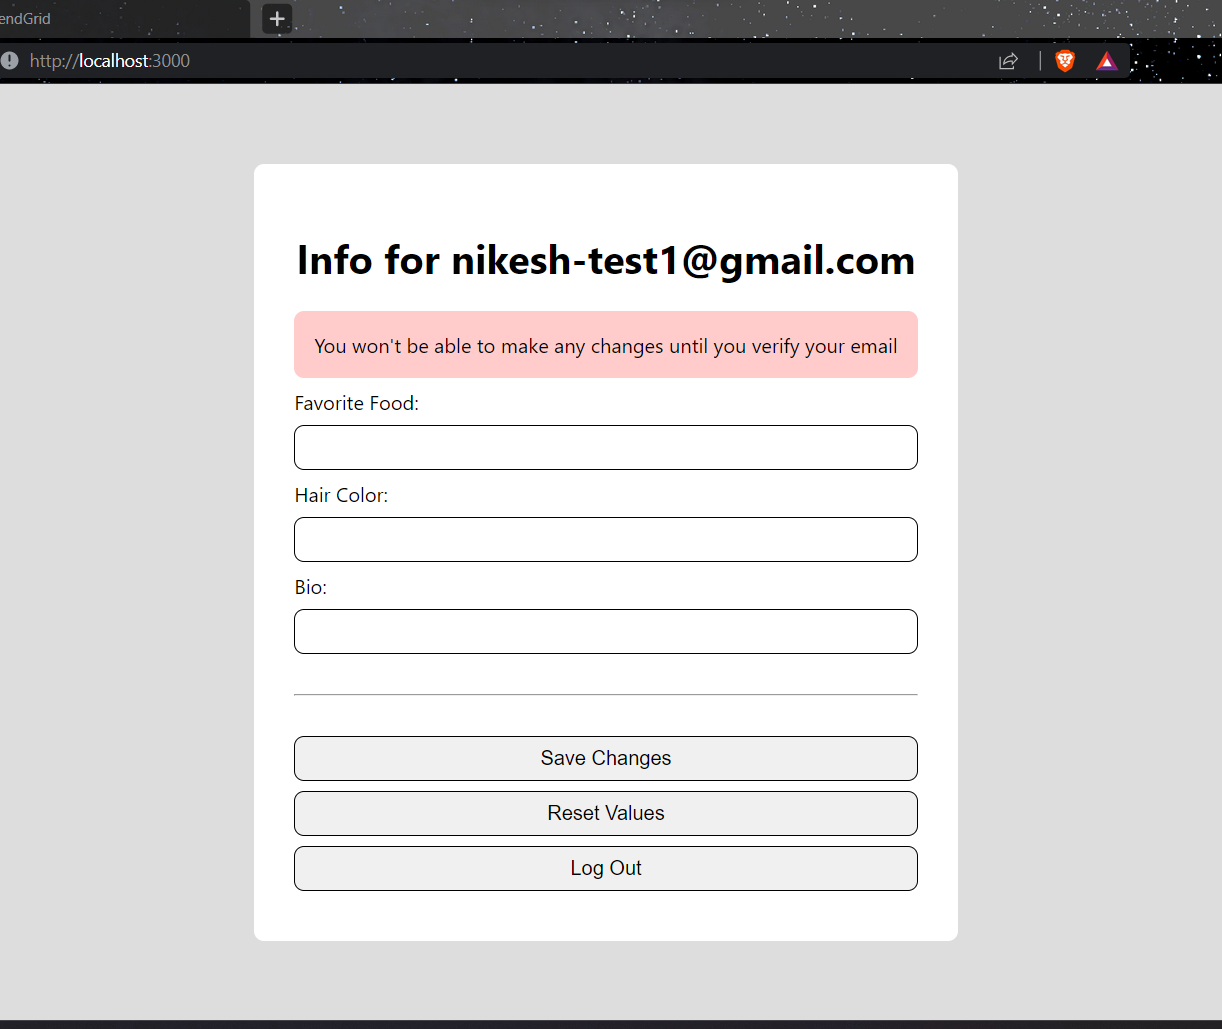 endGrid
http://localhost:3000
Info for nikesh-test1@gmail.com
You won't be able to make any changes until you verify your email
Favorite Food:
Hair Color:
Bio:
Save Changes
Reset Values
Log Out